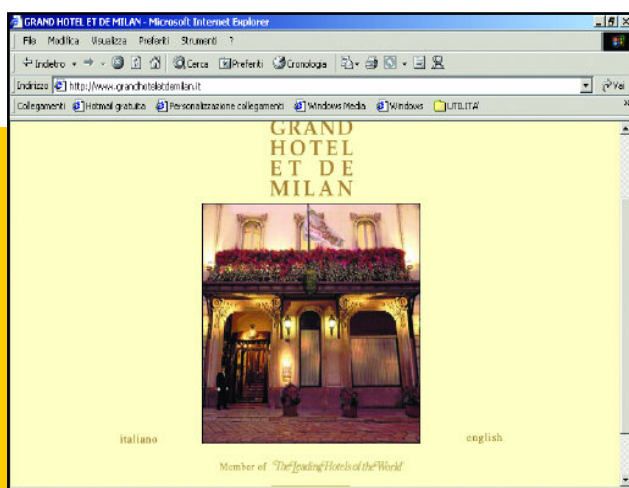 GRAND HOTEL ET DE MILAN - Microsoft Internet Explorer
File Modifica Visualizza Preferiti Strumenti ?
Indietro Cerca Preferiti Cronologia
Indirizzo http://www.grandhoteletdemilan.it Vai
Collegamenti Hotmail gratuita Personalizzazione collegamenti Windows Media Windows UTILITA'
GRAND
HOTEL
ET DE
MILAN
italiano english
Member of The Leading Hotels of the World